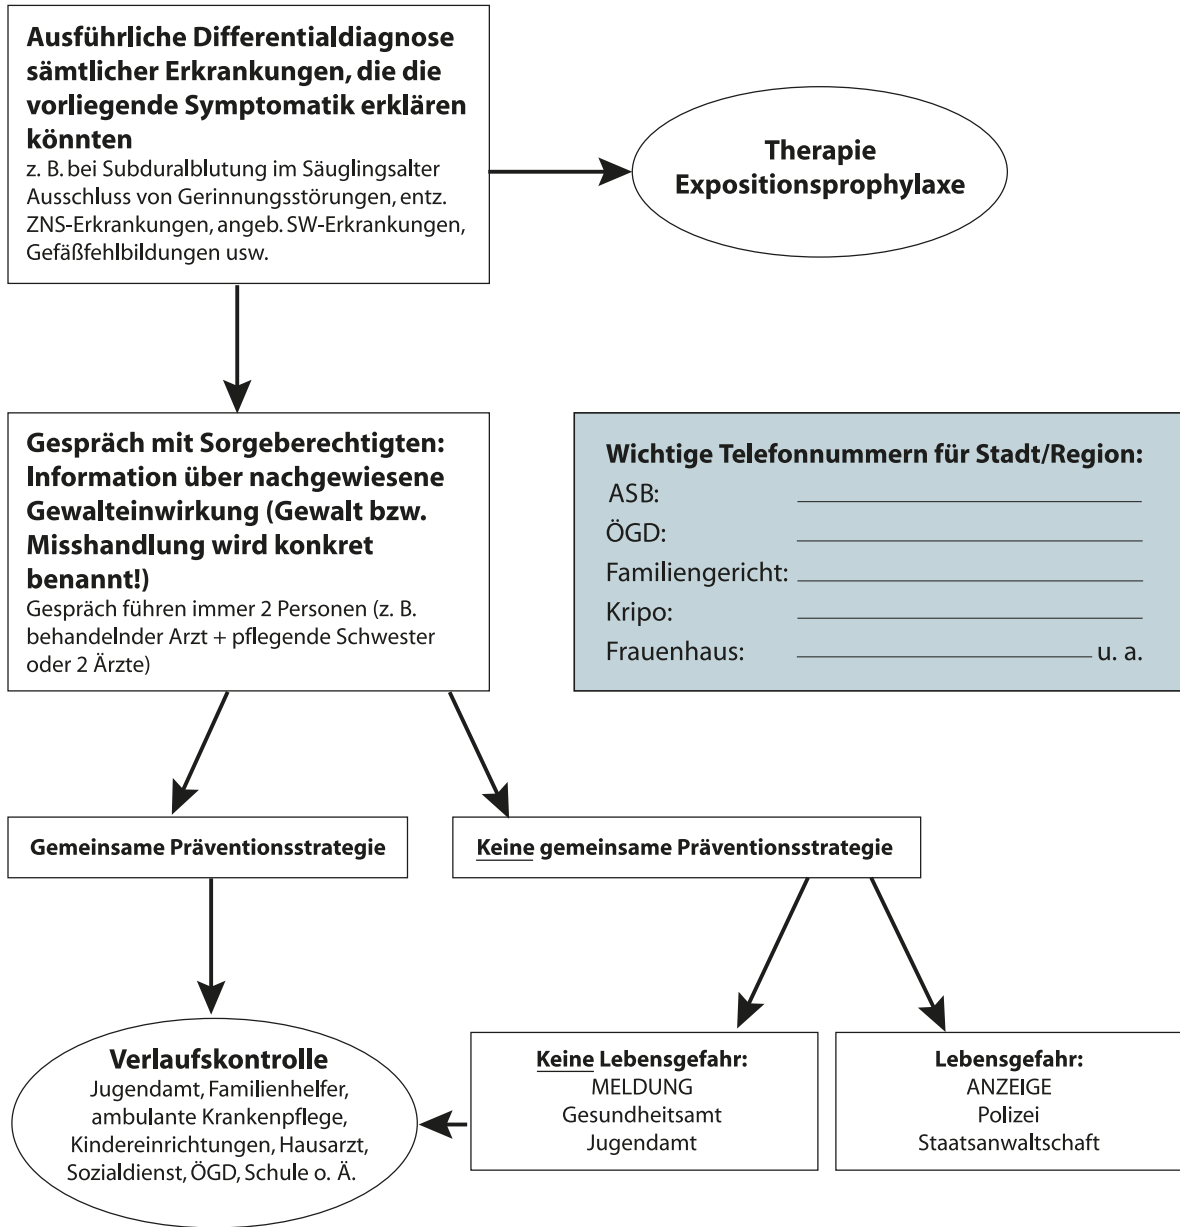 Ausführliche Differentialdiagnose
sämtlicher Erkrankungen, die die
vorliegende Symptomatik erklären
könnten
z. B. bei Subduralblutung im Säuglingsalter
Ausschluss von Gerinnungsstörungen, entz.
ZNS-Erkrankungen, angeb. SW-Erkrankungen,
Gefäßfehlbildungen usw.
Therapie
Expositionsprophylaxe
Gespräch mit Sorgeberechtigten:
Information über nachgewiesene
Gewalteinwirkung (Gewalt bzw.
Misshandlung wird konkret
benannt!)
Gespräch führen immer 2 Personen (z. B.
behandelnder Arzt + pflegende Schwester
oder 2 Ärzte)
Wichtige Telefonnummern für Stadt/Region:
ASB:
ÖGD:
Familiengericht:
Kripo:
Frauenhaus: u. a.
Gemeinsame Präventionsstrategie
Keine gemeinsame Präventionsstrategie
Verlaufskontrolle
Jugendamt, Familienhelfer,
ambulante Krankenpflege,
Kindereinrichtungen, Hausarzt,
Sozialdienst, ÖGD, Schule o. Ä.
Keine Lebensgefahr:
MELDUNG
Gesundheitsamt
Jugendamt
Lebensgefahr:
ANZEIGE
Polizei
Staatsanwaltschaft